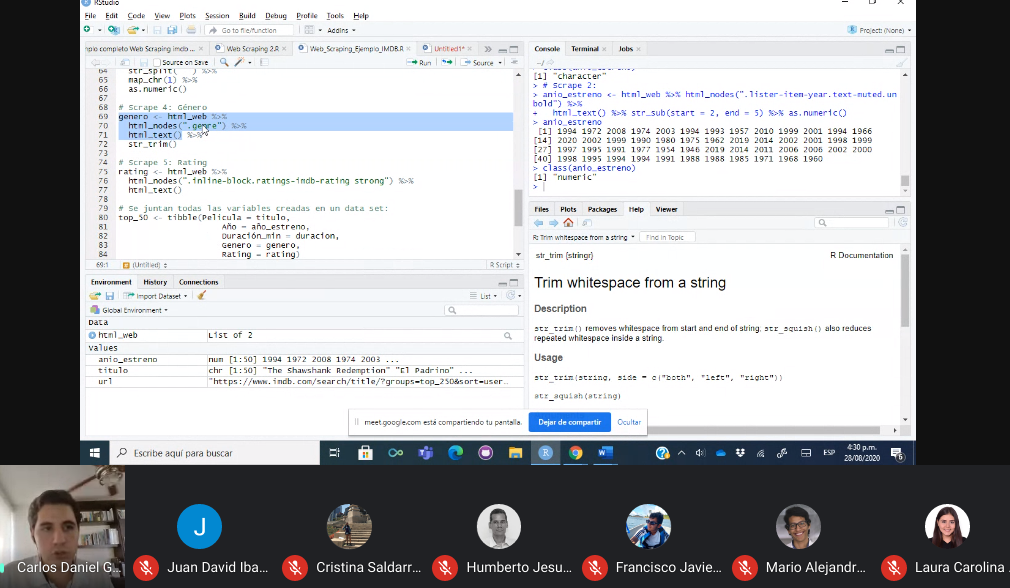 RStudio
File Edit Code View Plots Session Build Debug Profile Tools Help
Go to file/function
Addins
Project: (None)
mplo completo Web Scraping imdb ...
Web Scraping 2.R
Web_Scraping_Ejemplo_IMDB.R
Untitled1*
Source on Save
Run
Source
64 str_split(" ") %>%
65 map_chr(1) %>%
66 as.numeric()
67
68 # Scrape 4: Género
69 genero <- html_web %>%
70 html_nodes(".genre") %>%
71 html_text() %>%
72 str_trim()
73
74 # Scrape 5: Rating
75 rating <- html_web %>%
76 html_nodes(".inline-block.ratings-imdb-rating strong") %>%
77 html_text()
78
79 # Se juntan todas las variables creadas en un data set:
80 top_50 <- tibble(Pelicula = titulo,
81 Año = año_estreno,
82 Duración_min = duracion,
83 Genero = genero,
84 Rating = rating)
69:1 (Untitled) R Script
Environment History Connections
Import Dataset
List
Global Environment
Data
html_web List of 2
values
anio_estreno num [1:50] 1994 1972 2008 1974 2003 ...
titulo chr [1:50] "The Shawshank Redemption" "El Padrino" ...
url "https://www.imdb.com/search/title/?groups=top_250&sort=user…
Console Terminal Jobs
~/
[1] "character"
> # Scrape 2:
> anio_estreno <- html_web %>% html_nodes(".lister-item-year.text-muted.un
bold") %>%
+ html_text() %>% str_sub(start = 2, end = 5) %>% as.numeric()
> anio_estreno
[1] 1994 1972 2008 1974 2003 1994 1993 1957 2010 1999 2001 1994 1966
[14] 2020 2002 1999 1990 1980 1975 1962 2019 2014 2002 2001 1998 1999
[27] 1997 1995 1991 1977 1954 1946 2019 2014 2011 2006 2006 2002 2000
[40] 1998 1995 1994 1994 1991 1988 1988 1985 1971 1968 1960
> class(anio_estreno)
[1] "numeric"
>
Files Plots Packages Help Viewer
R: Trim whitespace from a string
Find in Topic
str_trim {stringr} R Documentation
Trim whitespace from a string
Description
str_trim() removes whitespace from start and end of string; str_squish() also reduces
repeated whitespace inside a string.
Usage
str_trim(string, side = c("both", "left", "right"))
str_squish(string)
meet.google.com está compartiendo tu pantalla.
Dejar de compartir
Ocultar
Escribe aquí para buscar
ESP
4:30 p.m.
28/08/2020
6
J
Carlos Daniel G...
Juan David Iba...
Cristina Saldarr...
Humberto Jesu...
Francisco Javie...
Mario Alejandr...
Laura Carolina